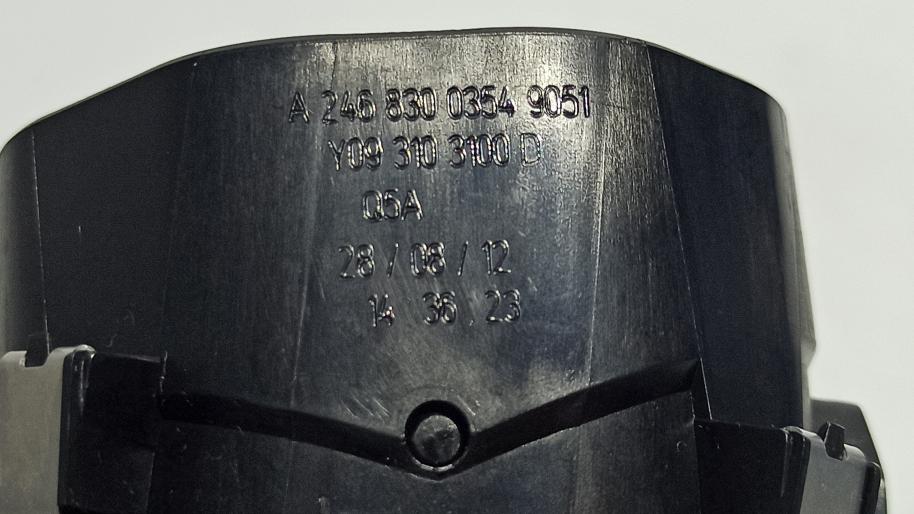 A 246 830 0354 9051
Y09 310 3100 D
Q5A
28 / 08 / 12
14 36 23